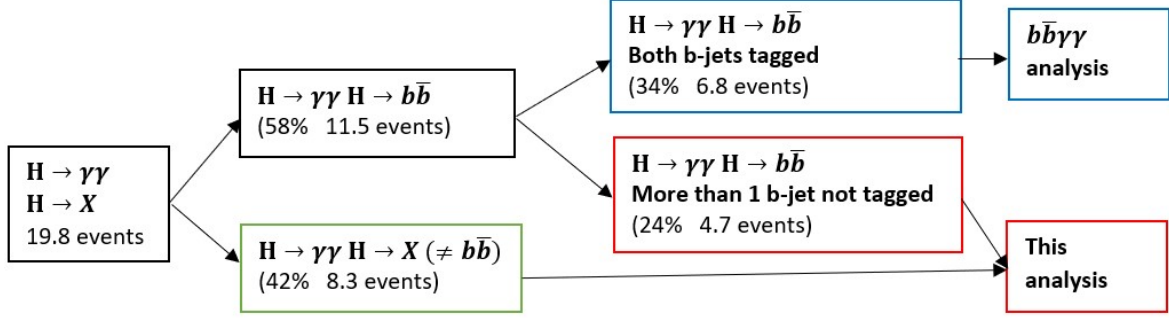 H → γγ
H → X
19.8 events
H → γγ H → bb̅
(58% 11.5 events)
H → γγ H → X (≠ bb̅)
(42% 8.3 events)
H → γγ H → bb̅
Both b-jets tagged
(34% 6.8 events)
H → γγ H → bb̅
More than 1 b-jet not tagged
(24% 4.7 events)
bb̅γγ
analysis
This
analysis